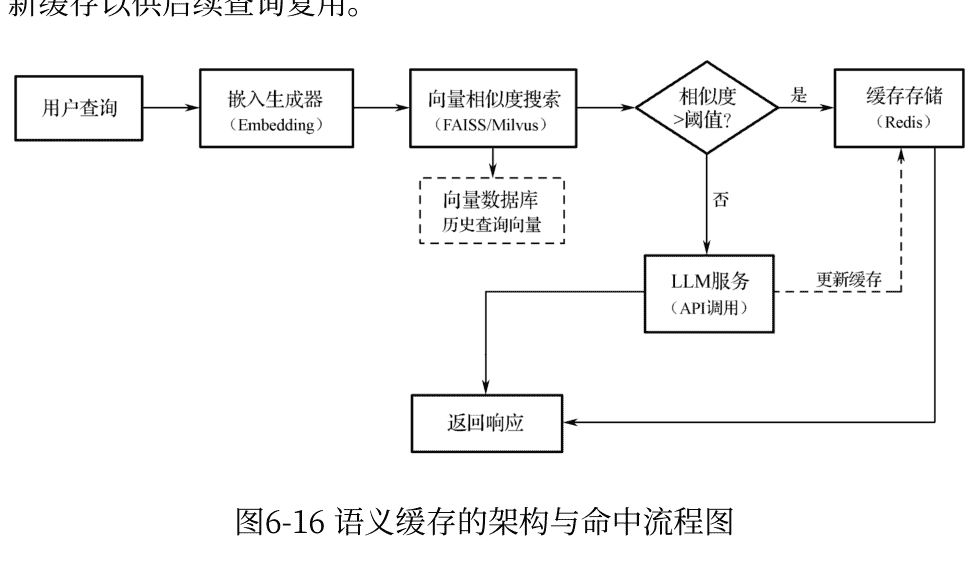 新缓存以供后续查询复用。
用户查询
嵌入生成器
（Embedding）
向量相似度搜索
（FAISS/Milvus）
相似度
>阈值?
是
缓存存储
（Redis）
向量数据库
历史查询向量
否
LLM服务
（API调用）
更新缓存
返回响应
图6-16 语义缓存的架构与命中流程图